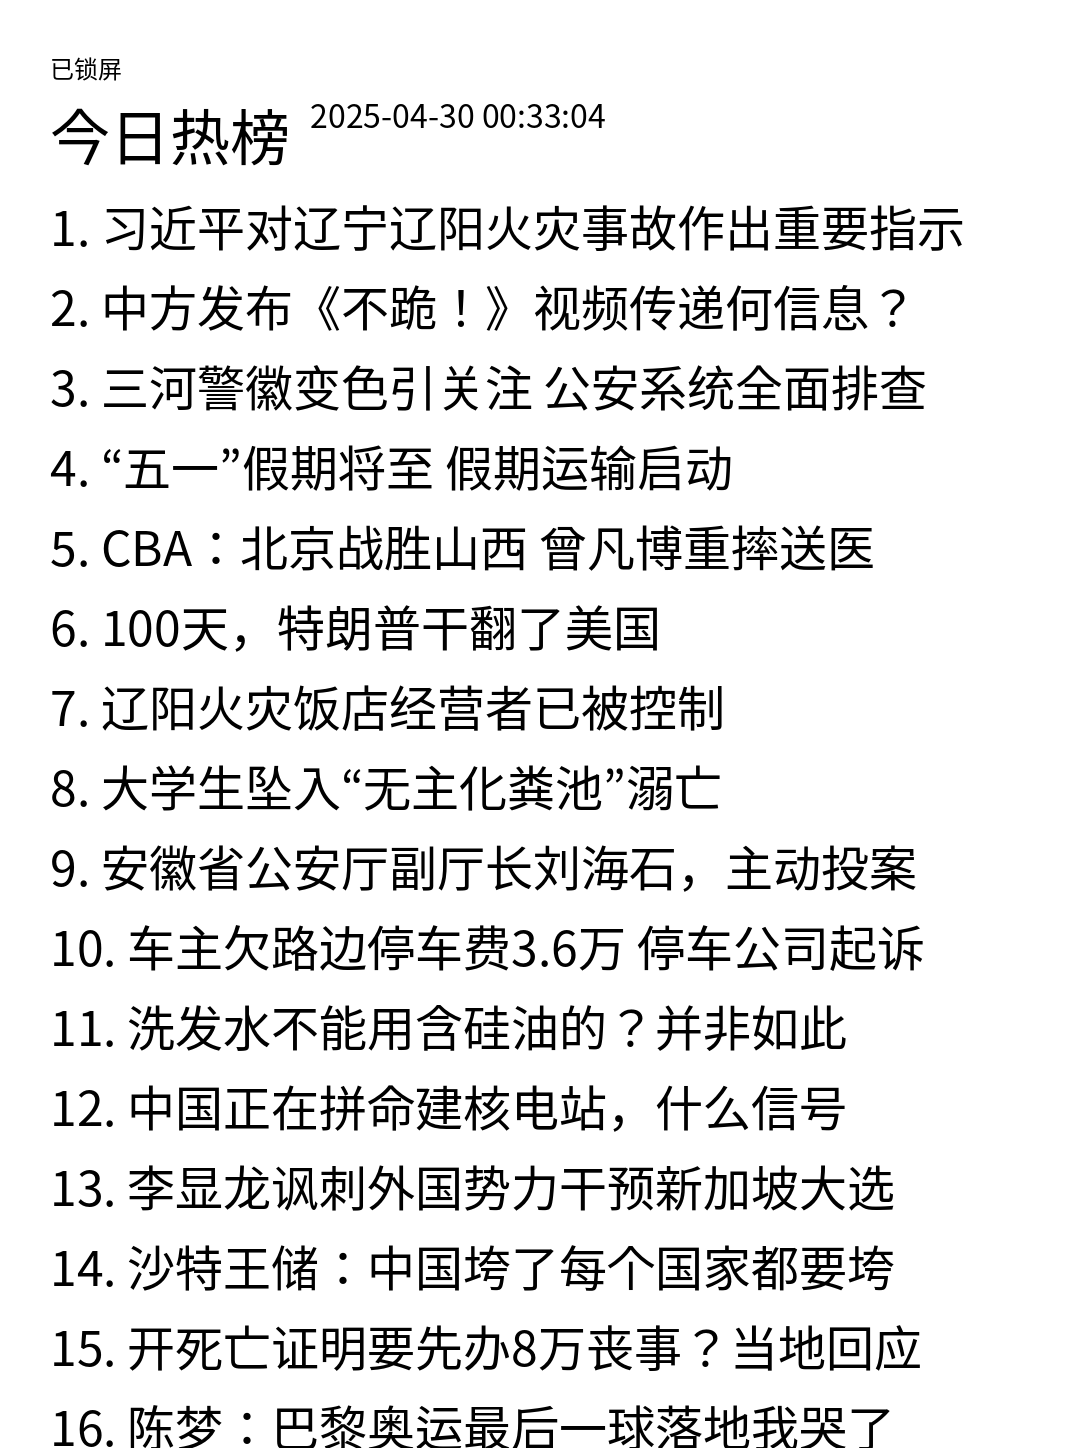 已锁屏
今日热榜 2025-04-30 00:33:04
1. 习近平对辽宁辽阳火灾事故作出重要指示
2. 中方发布《不跪！》视频传递何信息？
3. 三河警徽变色引关注 公安系统全面排查
4. “五一”假期将至 假期运输启动
5. CBA：北京战胜山西 曾凡博重摔送医
6. 100天，特朗普干翻了美国
7. 辽阳火灾饭店经营者已被控制
8. 大学生坠入“无主化粪池”溺亡
9. 安徽省公安厅副厅长刘海石，主动投案
10. 车主欠路边停车费3.6万 停车公司起诉
11. 洗发水不能用含硅油的？并非如此
12. 中国正在拼命建核电站，什么信号
13. 李显龙讽刺外国势力干预新加坡大选
14. 沙特王储：中国垮了每个国家都要垮
15. 开死亡证明要先办8万丧事？当地回应
16. 陈梦：巴黎奥运最后一球落地我哭了